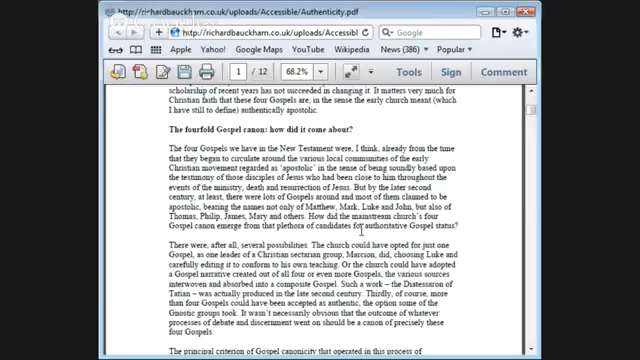 http://richardbauckham.co.uk/uploads/Accessible/Authenticity.pdf
http://richardbauckham.co.uk/uploads/Accessibl
Google
Apple
Yahoo!
Google Maps
YouTube
Wikipedia
News (386)
Popular
1 / 12
68.2%
Tools
Sign
Comment
scholarship of recent years has not succeeded in changing it. It matters very much for
Christian faith that these four Gospels are, in the sense the early church meant (which
I have still to define) authentically apostolic.
The fourfold Gospel canon: how did it come about?
The four Gospels we have in the New Testament were, I think, already from the time
that they began to circulate around the various local communities of the early
Christian movement regarded as 'apostolic' in the sense of being soundly based upon
the testimony of those disciples of Jesus who had been close to him throughout the
events of the ministry, death and resurrection of Jesus. But by the later second
century, at least, there were lots of Gospels around and most of them claimed to be
apostolic, bearing the names not only of Matthew, Mark, Luke and John, but also of
Thomas, Philip, James, Mary and others. How did the mainstream church's four
Gospel canon emerge from that plethora of candidates for authoritative Gospel status?
There were, after all, several possibilities. The church could have opted for just one
Gospel, as one leader of a Christian sectarian group, Marcion, did, choosing Luke and
carefully editing it to conform to his own teaching. Or the church could have adopted
a Gospel narrative created out of all four or even more Gospels, the various sources
interwoven and absorbed into a composite Gospel. Such a work – the Diatessaron of
Tatian – was actually produced in the late second century. Thirdly, of course, more
than four Gospels could have been accepted as authentic, the option some of the
Gnostic groups took. It wasn't necessarily obvious that the outcome of whatever
processes of debate and discernment went on should be a canon of precisely these
four Gospels.
The principal criterion of Gospel canonicity that operated in this process of